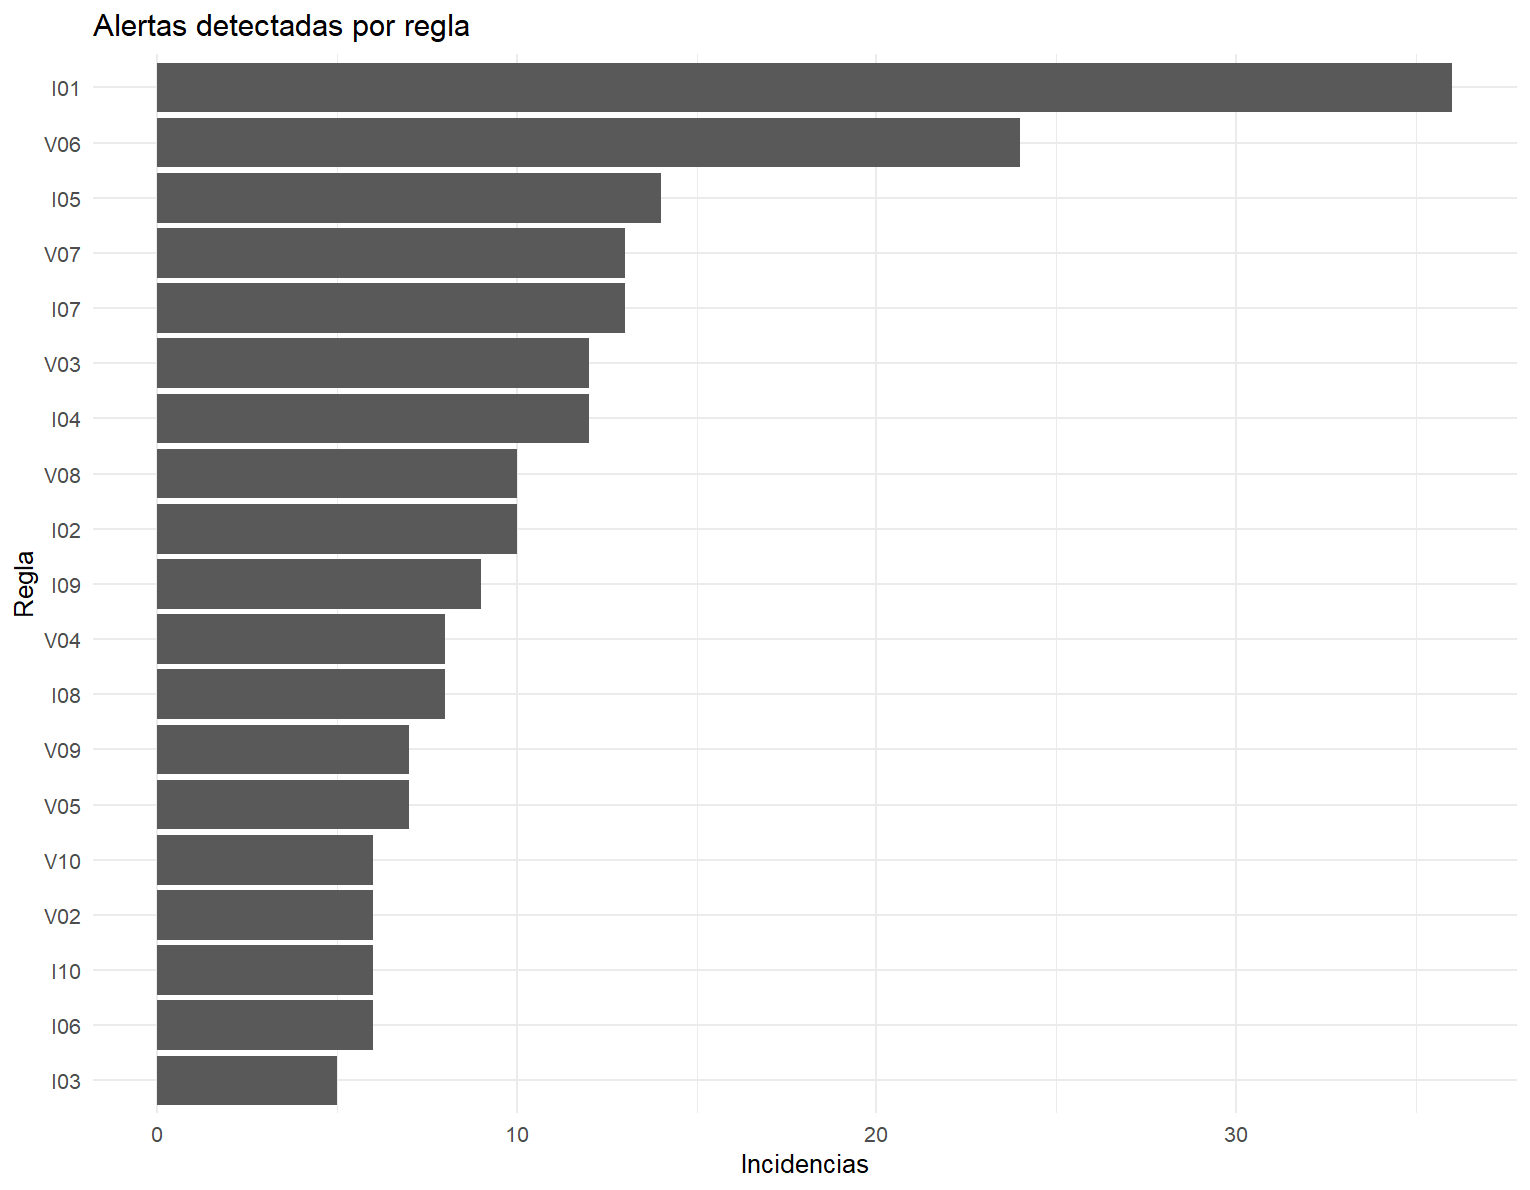 Alertas detectadas por regla
I01
V06
I05
V07
I07
V03
I04
V08
I02
I09
V04
I08
V09
V05
V10
V02
I10
I06
I03
Regla
0 10 20 30
Incidencias